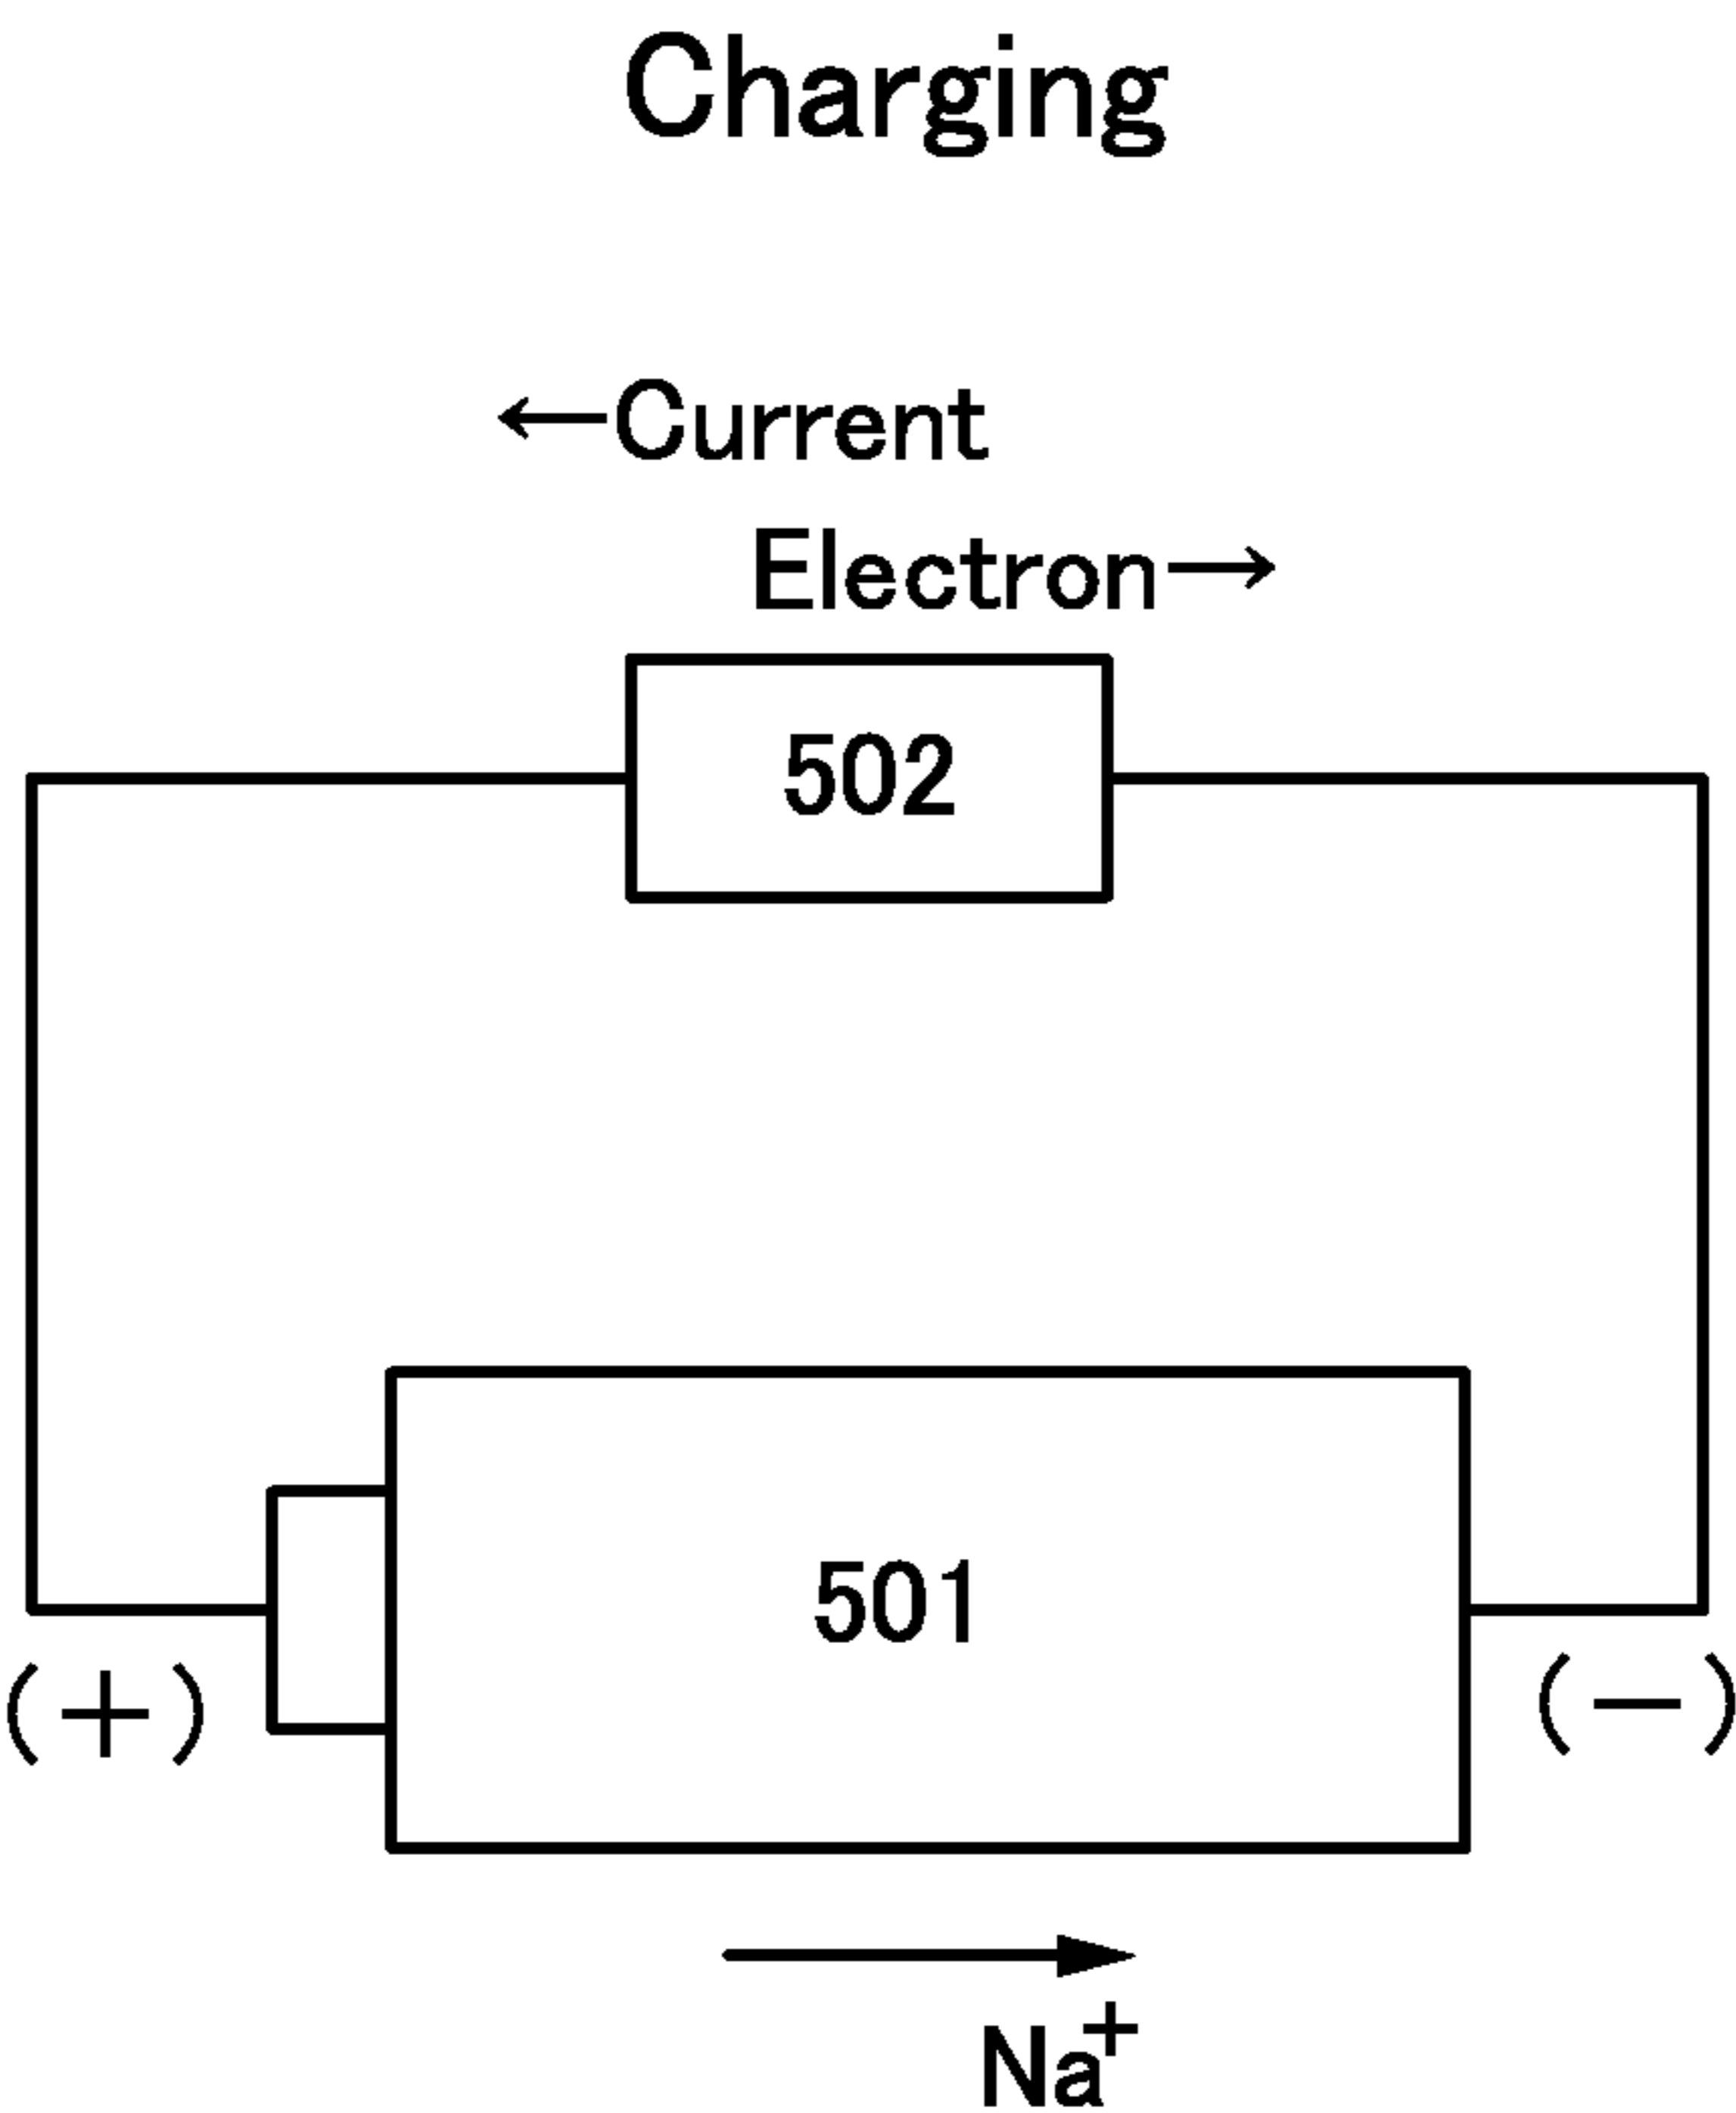 Charging
←Current
Electron→
502
501
(+)
(−)
Na⁺